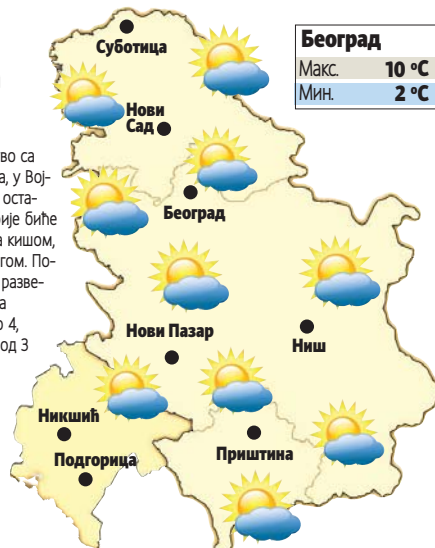 во са
а, у Вој-
оста-
рије биће
а кишом,
гом. По-
разве-
а
о 4,
од 3
Суботица
Нови
Сад
Београд
Нови Пазар
Ниш
Никшић
Подгорица
Приштина
Београд
Макс. 10 °C
Мин. 2 °C